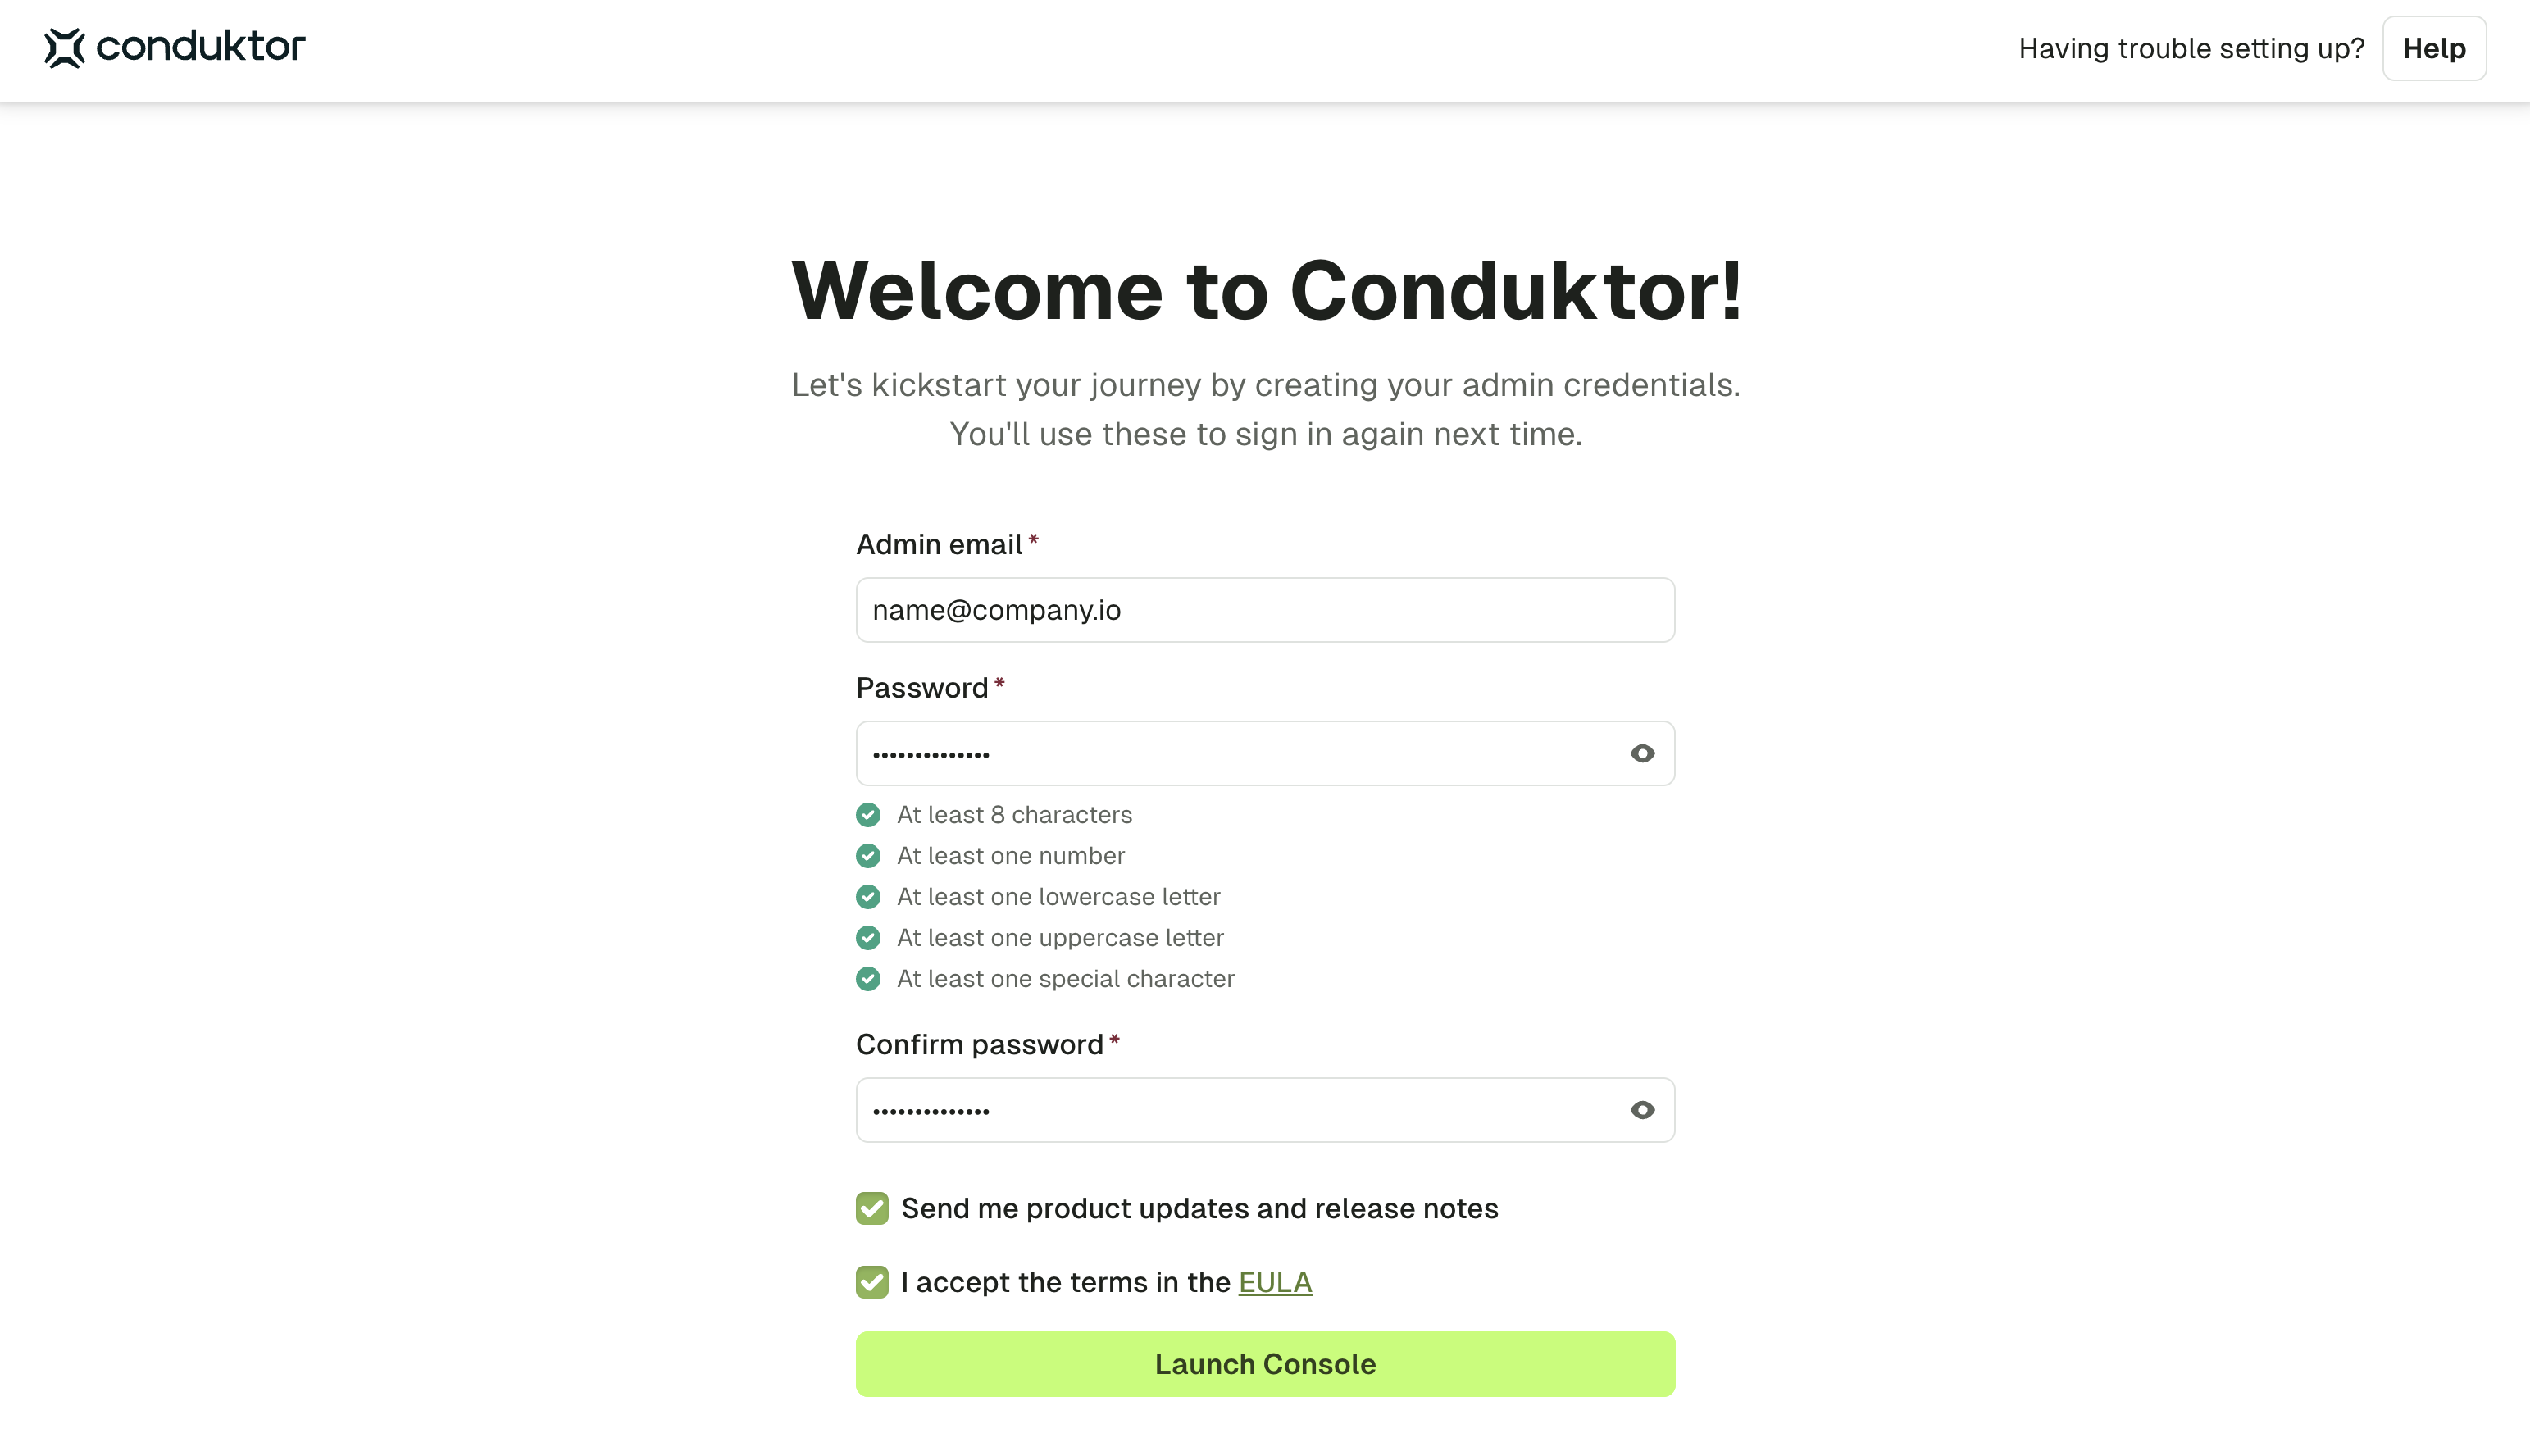 conduktor
Having trouble setting up? Help
Welcome to Conduktor!
Let's kickstart your journey by creating your admin credentials.
You'll use these to sign in again next time.
Admin email *
name@company.io
Password *
••••••••••••••
At least 8 characters
At least one number
At least one lowercase letter
At least one uppercase letter
At least one special character
Confirm password *
••••••••••••••
Send me product updates and release notes
I accept the terms in the EULA
Launch Console